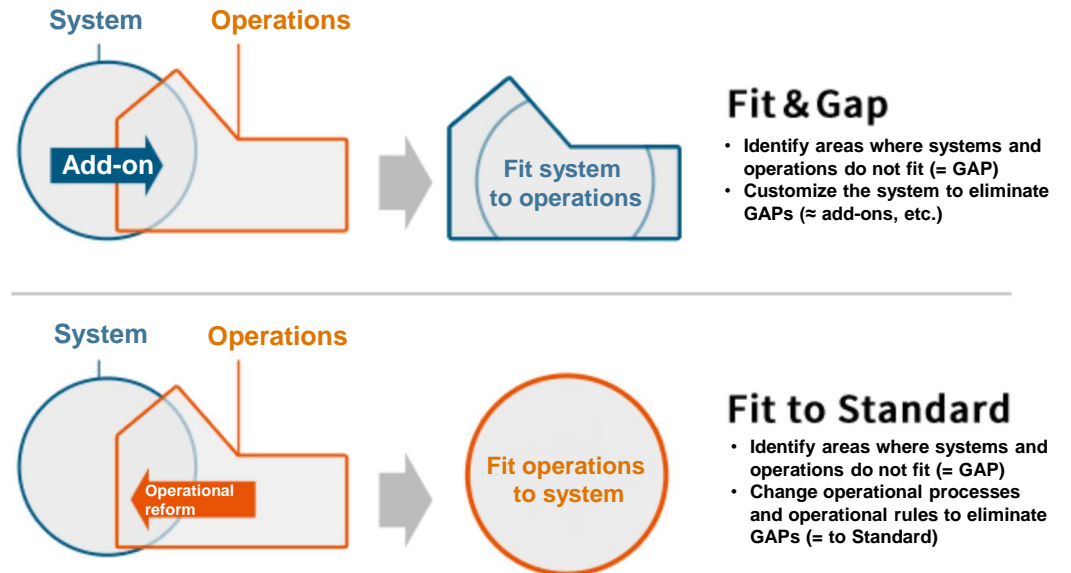 System
Operations
Add-on
Fit system
to operations
Fit & Gap
• Identify areas where systems and
operations do not fit (= GAP)
• Customize the system to eliminate
GAPs (≈ add-ons, etc.)
System
Operations
Operational
reform
Fit operations
to system
Fit to Standard
• Identify areas where systems and
operations do not fit (= GAP)
• Change operational processes
and operational rules to eliminate
GAPs (= to Standard)